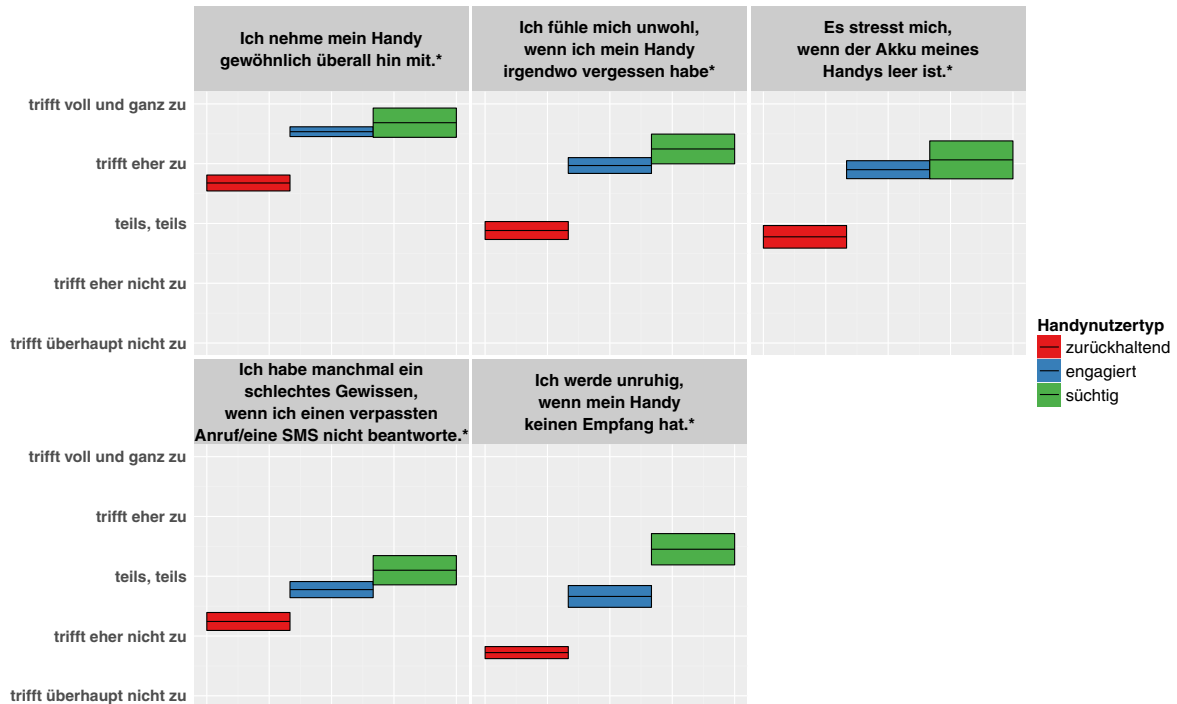 Ich nehme mein Handy
gewöhnlich überall hin mit.*
Ich fühle mich unwohl,
wenn ich mein Handy
irgendwo vergessen habe*
Es stresst mich,
wenn der Akku meines
Handys leer ist.*
trifft voll und ganz zu
trifft eher zu
teils, teils
trifft eher nicht zu
trifft überhaupt nicht zu
Handynutzertyp
zurückhaltend
engagiert
süchtig
Ich habe manchmal ein
schlechtes Gewissen,
wenn ich einen verpassten
Anruf/eine SMS nicht beantworte.*
Ich werde unruhig,
wenn mein Handy
keinen Empfang hat.*
trifft voll und ganz zu
trifft eher zu
teils, teils
trifft eher nicht zu
trifft überhaupt nicht zu